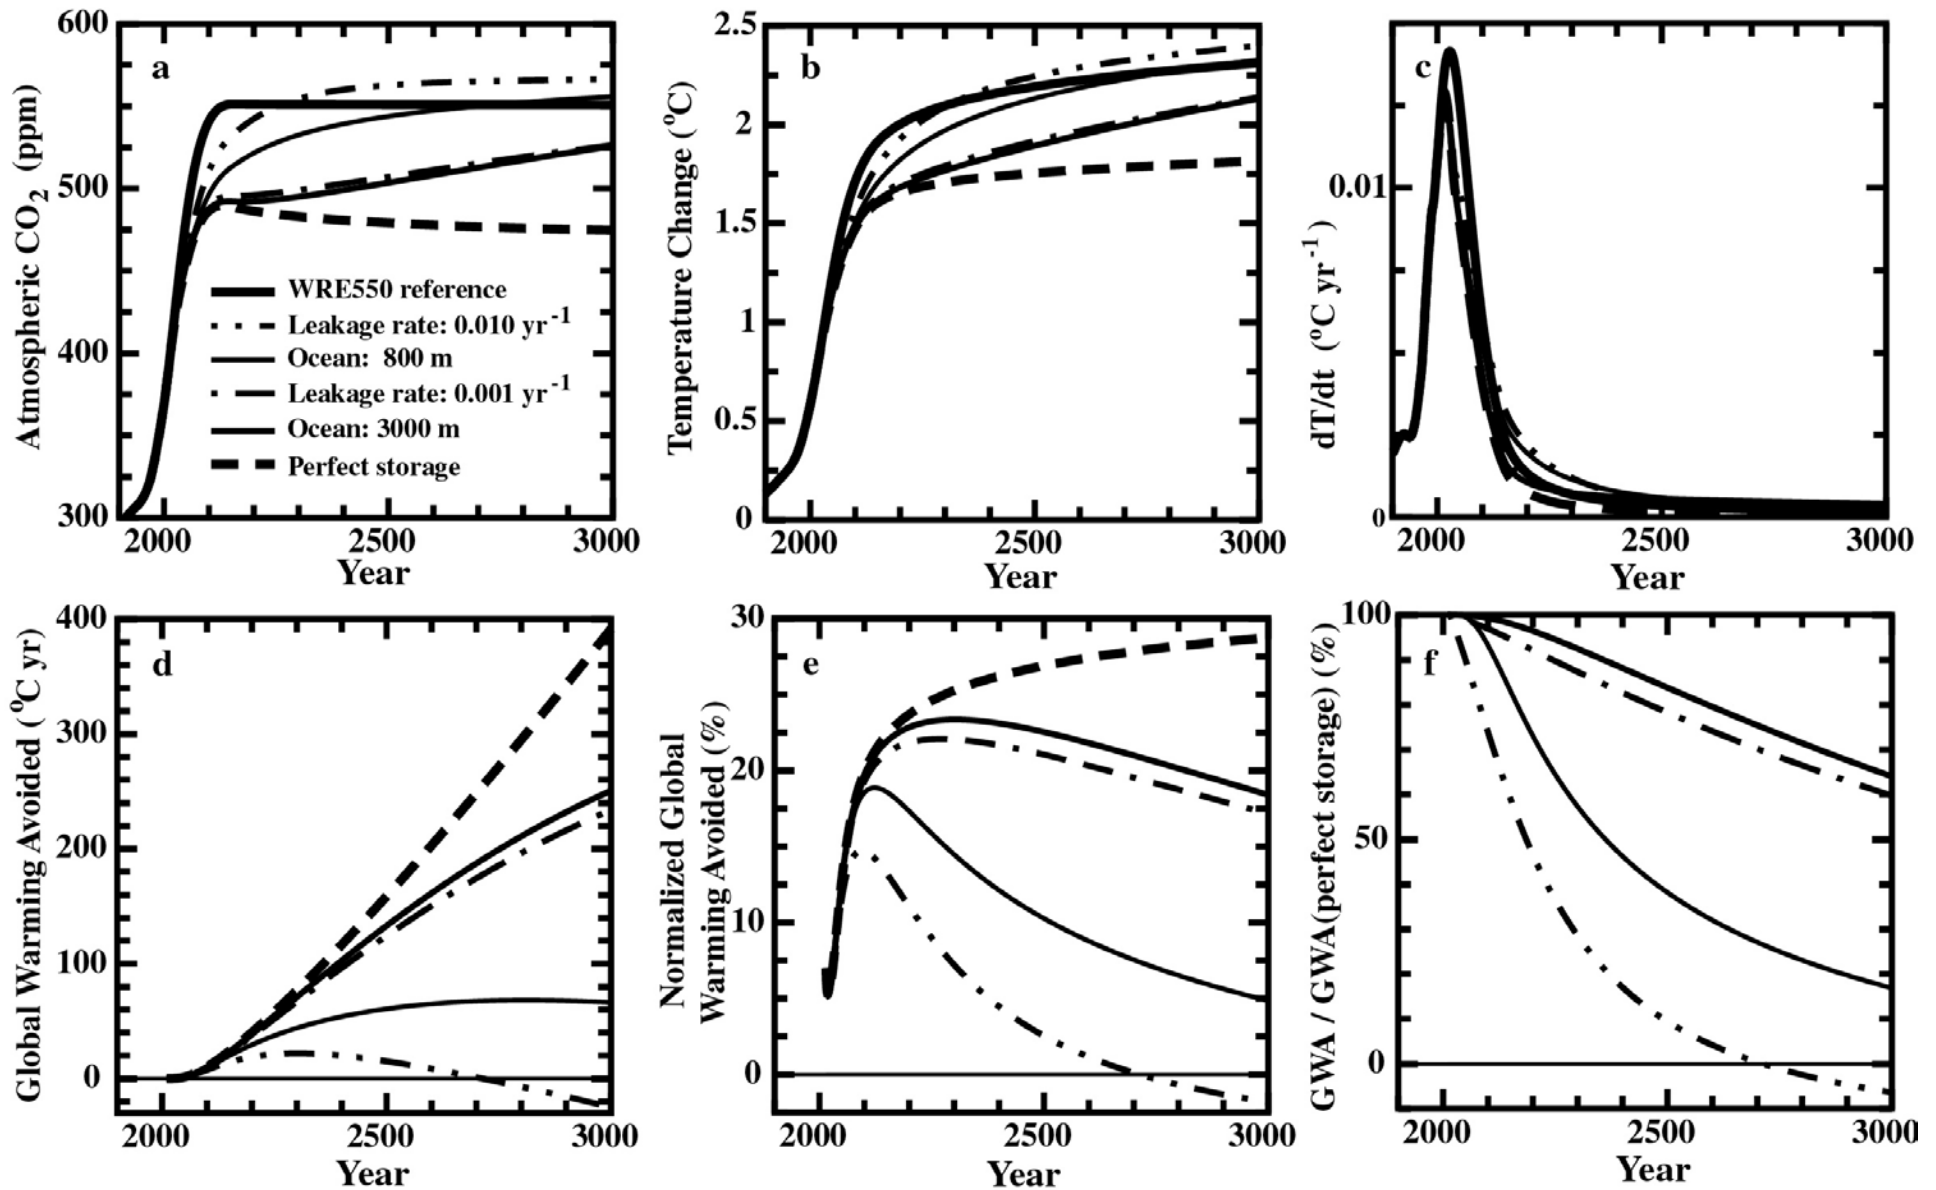 a
Atmospheric CO2 (ppm)
600
500
400
300
WRE550 reference
Leakage rate: 0.010 yr-1
Ocean: 800 m
Leakage rate: 0.001 yr-1
Ocean: 3000 m
Perfect storage
2000 2500 3000
Year
b
Temperature Change (oC)
2.5
2
1.5
1
0.5
0
2000 2500 3000
Year
c
dT/dt (oC yr-1)
0.01
0
2000 2500 3000
Year
d
Global Warming Avoided (oC yr)
400
300
200
100
0
2000 2500 3000
Year
e
Normalized Global
Warming Avoided (%)
30
20
10
0
2000 2500 3000
Year
f
GWA / GWA(perfect storage) (%)
100
50
0
2000 2500 3000
Year